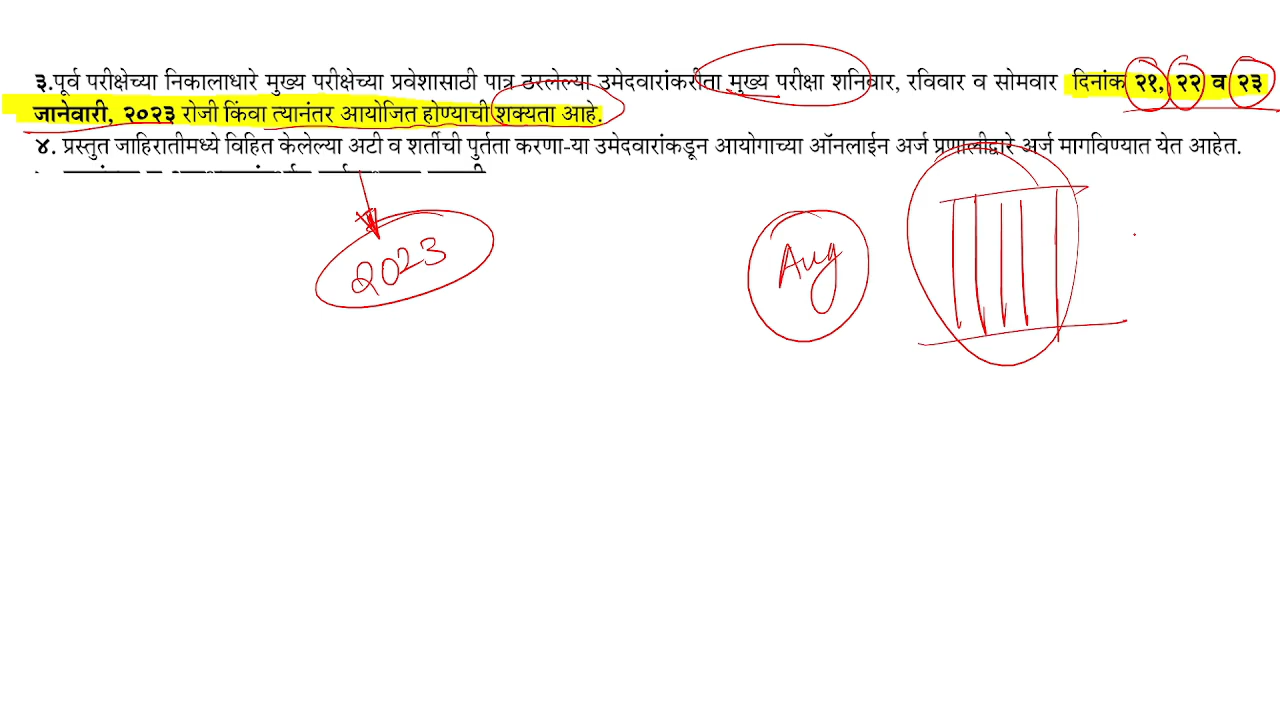 ३.पूर्व परीक्षेच्या निकालाधारे मुख्य परीक्षेच्या प्रवेशासाठी पात्र ठरलेल्या उमेदवारांकरीता मुख्य परीक्षा शनिवार, रविवार व सोमवार दिनांक २१, २२ व २३
जानेवारी, २०२३ रोजी किंवा त्यानंतर आयोजित होण्याची शक्यता आहे.
४. प्रस्तुत जाहिरातीमध्ये विहित केलेल्या अटी व शर्तीची पुर्तता करणा-या उमेदवारांकडून आयोगाच्या ऑनलाईन अर्ज प्रणालीद्वारे अर्ज मागविण्यात येत आहेत.
2023
Aug